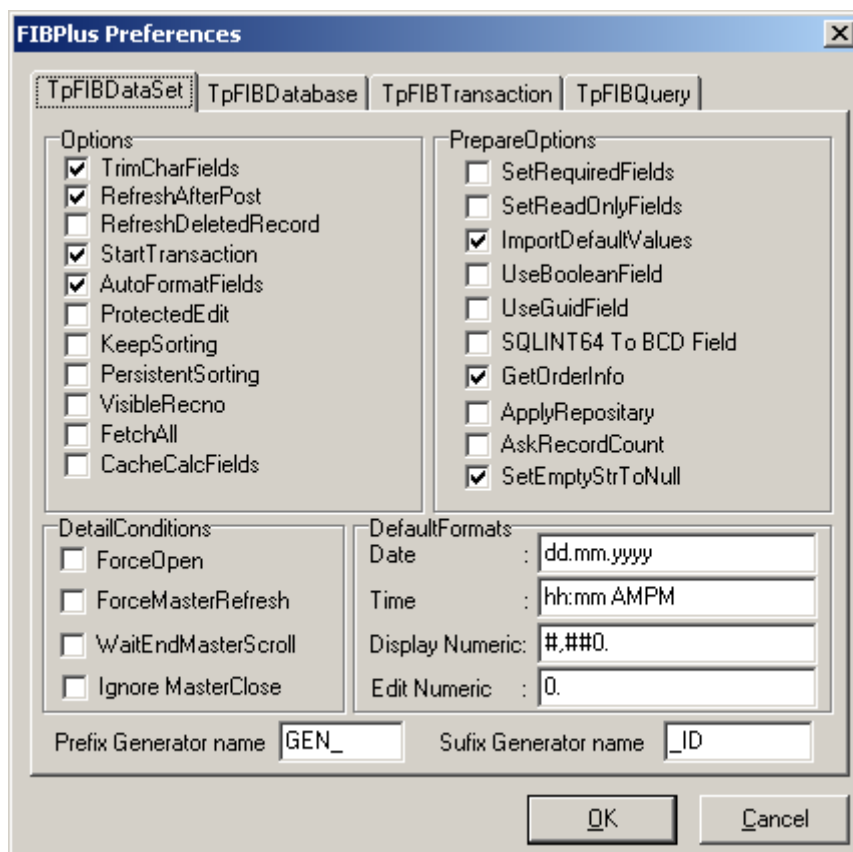 FIBPlus Preferences
TpFIBDataSet TpFIBDatabase TpFIBTransaction TpFIBQuery
Options
TrimCharFields
RefreshAfterPost
RefreshDeletedRecord
StartTransaction
AutoFormatFields
ProtectedEdit
KeepSorting
PersistentSorting
VisibleRecno
FetchAll
CacheCalcFields
PrepareOptions
SetRequiredFields
SetReadOnlyFields
ImportDefaultValues
UseBooleanField
UseGuidField
SQLINT64 To BCD Field
GetOrderInfo
ApplyRepositary
AskRecordCount
SetEmptyStrToNull
DetailConditions
ForceOpen
ForceMasterRefresh
WaitEndMasterScroll
Ignore MasterClose
DefaultFormats
Date : dd.mm.yyyy
Time : hh:mm AMPM
Display Numeric: #,##0.
Edit Numeric : 0.
Prefix Generator name GEN_ Sufix Generator name _ID
OK Cancel